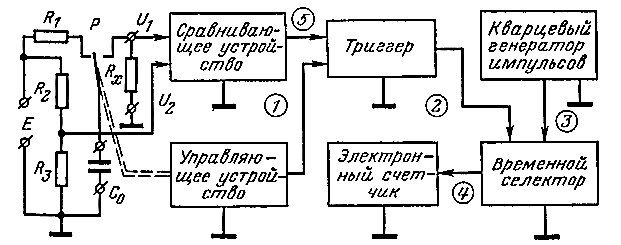 R₁
P
U₁
R₂
E
R₃
C₀
Rₓ
U₂
Сравниваю-
щее устрой-
ство
⑤
Триггер
Кварцевый
генератор
импульсов
①
②
③
Управляю-
щее устрой-
ство
Электрон-
ный счет-
чик
④
Временной
селектор